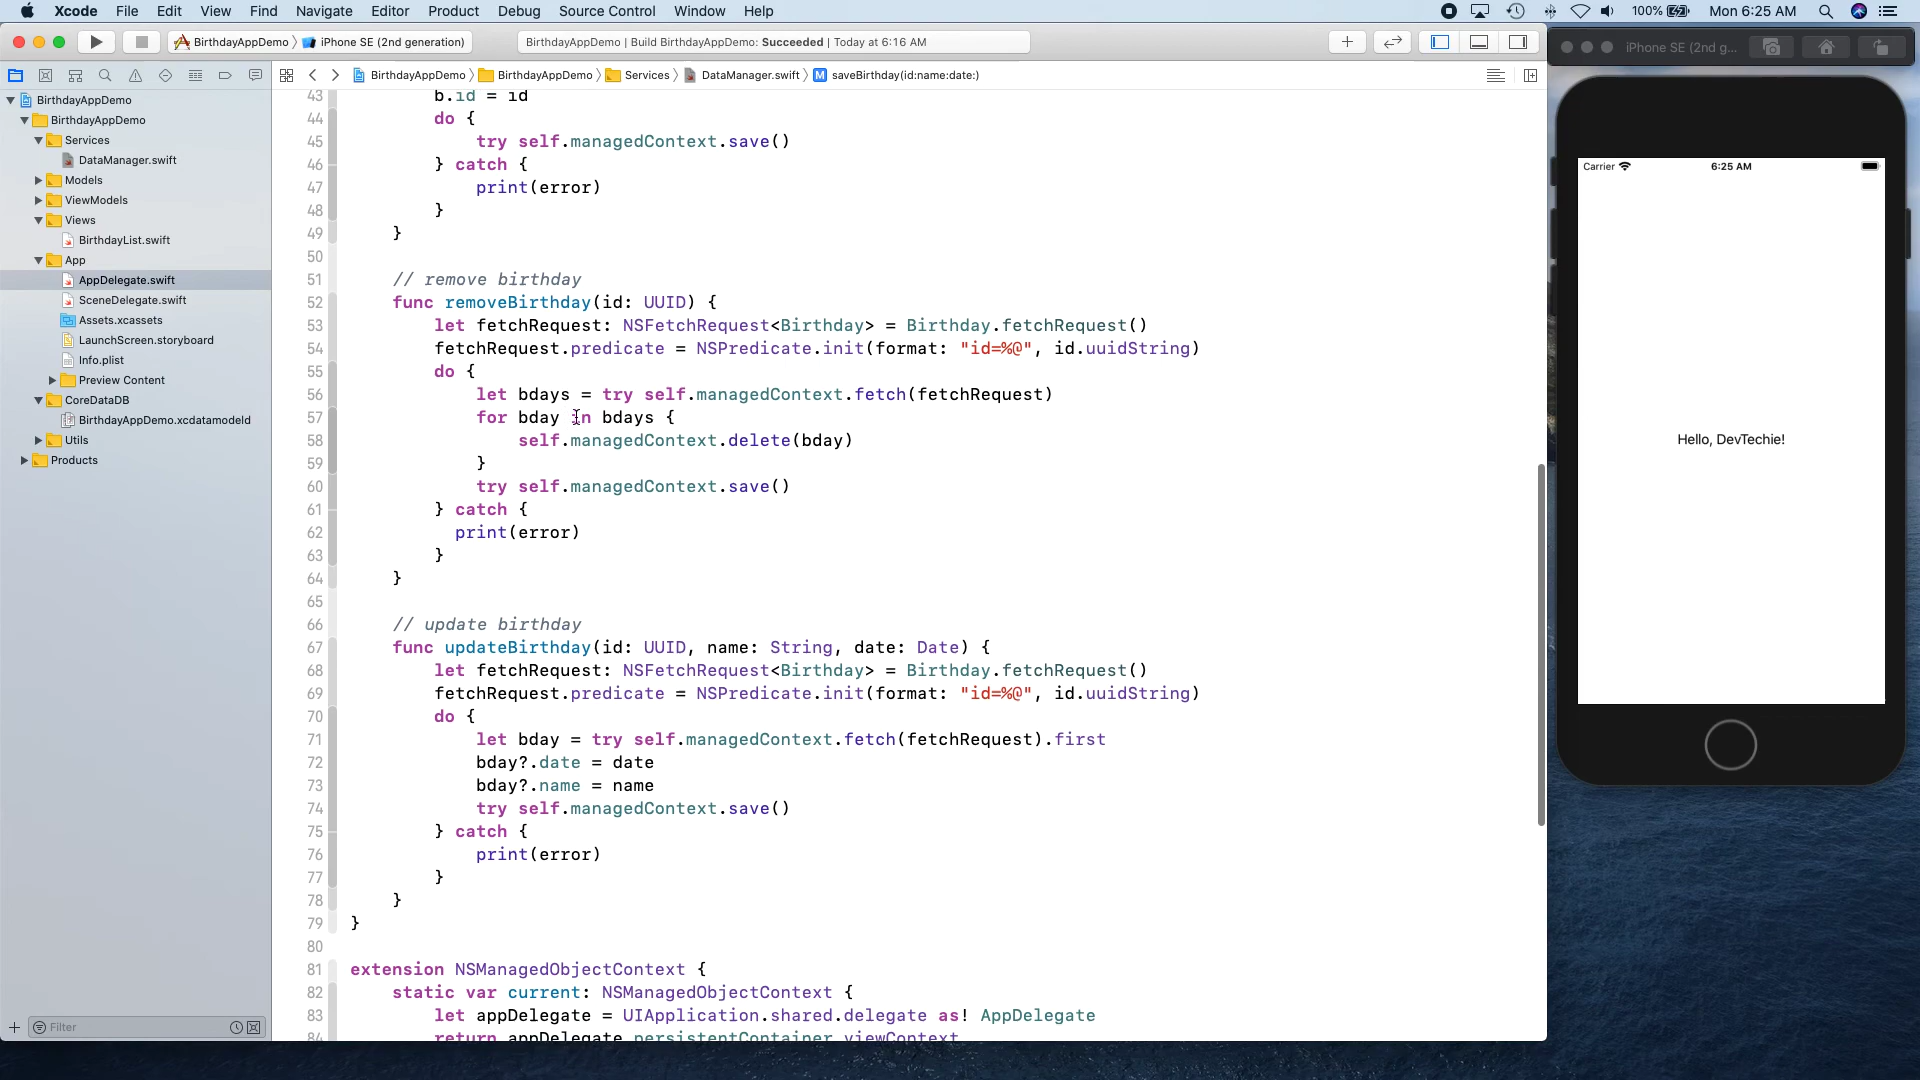 Xcode File Edit View Find Navigate Editor Product Debug Source Control Window Help 100% Mon 6:25 AM
BirthdayAppDemo 〉 iPhone SE (2nd generation) BirthdayAppDemo | Build BirthdayAppDemo: Succeeded | Today at 6:16 AM
iPhone SE (2nd g...
BirthdayAppDemo 〉 BirthdayAppDemo 〉 Services 〉 DataManager.swift 〉 M saveBirthday(id:name:date:)
BirthdayAppDemo
BirthdayAppDemo
Services
DataManager.swift
Models
ViewModels
Views
BirthdayList.swift
App
AppDelegate.swift
SceneDelegate.swift
Assets.xcassets
LaunchScreen.storyboard
Info.plist
Preview Content
CoreDataDB
BirthdayAppDemo.xcdatamodeld
Utils
Products
Filter
43 b.id = id
44 do {
45 try self.managedContext.save()
46 } catch {
47 print(error)
48 }
49 }
50
51 // remove birthday
52 func removeBirthday(id: UUID) {
53 let fetchRequest: NSFetchRequest<Birthday> = Birthday.fetchRequest()
54 fetchRequest.predicate = NSPredicate.init(format: "id=%@", id.uuidString)
55 do {
56 let bdays = try self.managedContext.fetch(fetchRequest)
57 for bday in bdays {
58 self.managedContext.delete(bday)
59 }
60 try self.managedContext.save()
61 } catch {
62 print(error)
63 }
64 }
65
66 // update birthday
67 func updateBirthday(id: UUID, name: String, date: Date) {
68 let fetchRequest: NSFetchRequest<Birthday> = Birthday.fetchRequest()
69 fetchRequest.predicate = NSPredicate.init(format: "id=%@", id.uuidString)
70 do {
71 let bday = try self.managedContext.fetch(fetchRequest).first
72 bday?.date = date
73 bday?.name = name
74 try self.managedContext.save()
75 } catch {
76 print(error)
77 }
78 }
79 }
80
81 extension NSManagedObjectContext {
82 static var current: NSManagedObjectContext {
83 let appDelegate = UIApplication.shared.delegate as! AppDelegate
84 return appDelegate.persistentContainer.viewContext
Carrier 6:25 AM
Hello, DevTechie!